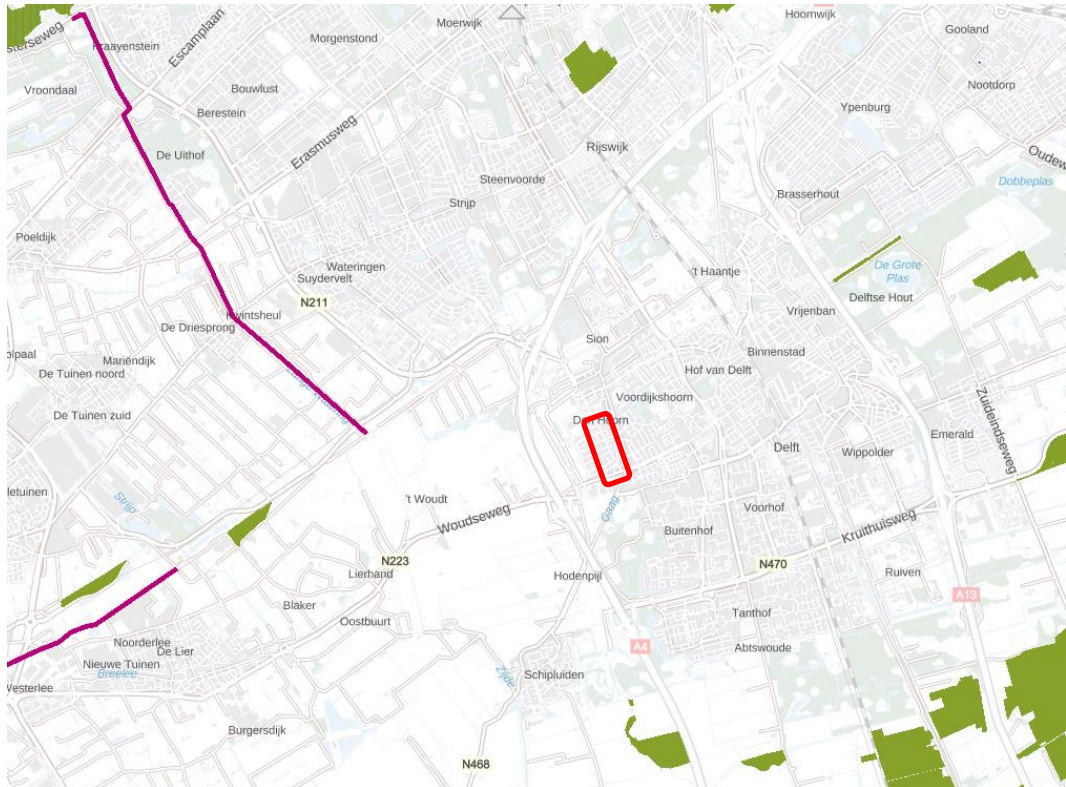 Moerwijk
Hoornwijk
Gooland
sterseweg
Kraayenstein
Escamplaan
Morgenstond
Nootdorp
Vroondaal
Bouwlust
Ypenburg
Berestein
Erasmusweg
Rijswijk
Oudew
De Uithof
Steenvoorde
Dobbeplas
Brasserhout
Strijp
Poeldijk
Wateringen
Suydervelt
't Haantje
De Grote
Plas
Delftse Hout
N211
Kwintsheul
Vrijenban
De Driesprong
Sion
Binnenstad
olpaal
Mariëndijk
De Tuinen noord
Hof van Delft
Voordijkshoorn
De Tuinen zuid
Den Hoorn
Zuideindseweg
Emerald
Delft
Wippolder
letuinen
Strijp
't Woudt
Woudseweg
Gaag
Voorhof
Buitenhof
Kruithuisweg
N223
Lierhand
Hodenpijl
N470
Ruiven
Blaker
A13
Oostbuurt
Tanthof
Noorderlee
De Lier
A4
Abtswoude
Nieuwe Tuinen
Breelee
Zijde
Schipluiden
Westerlee
Burgersdijk
N468